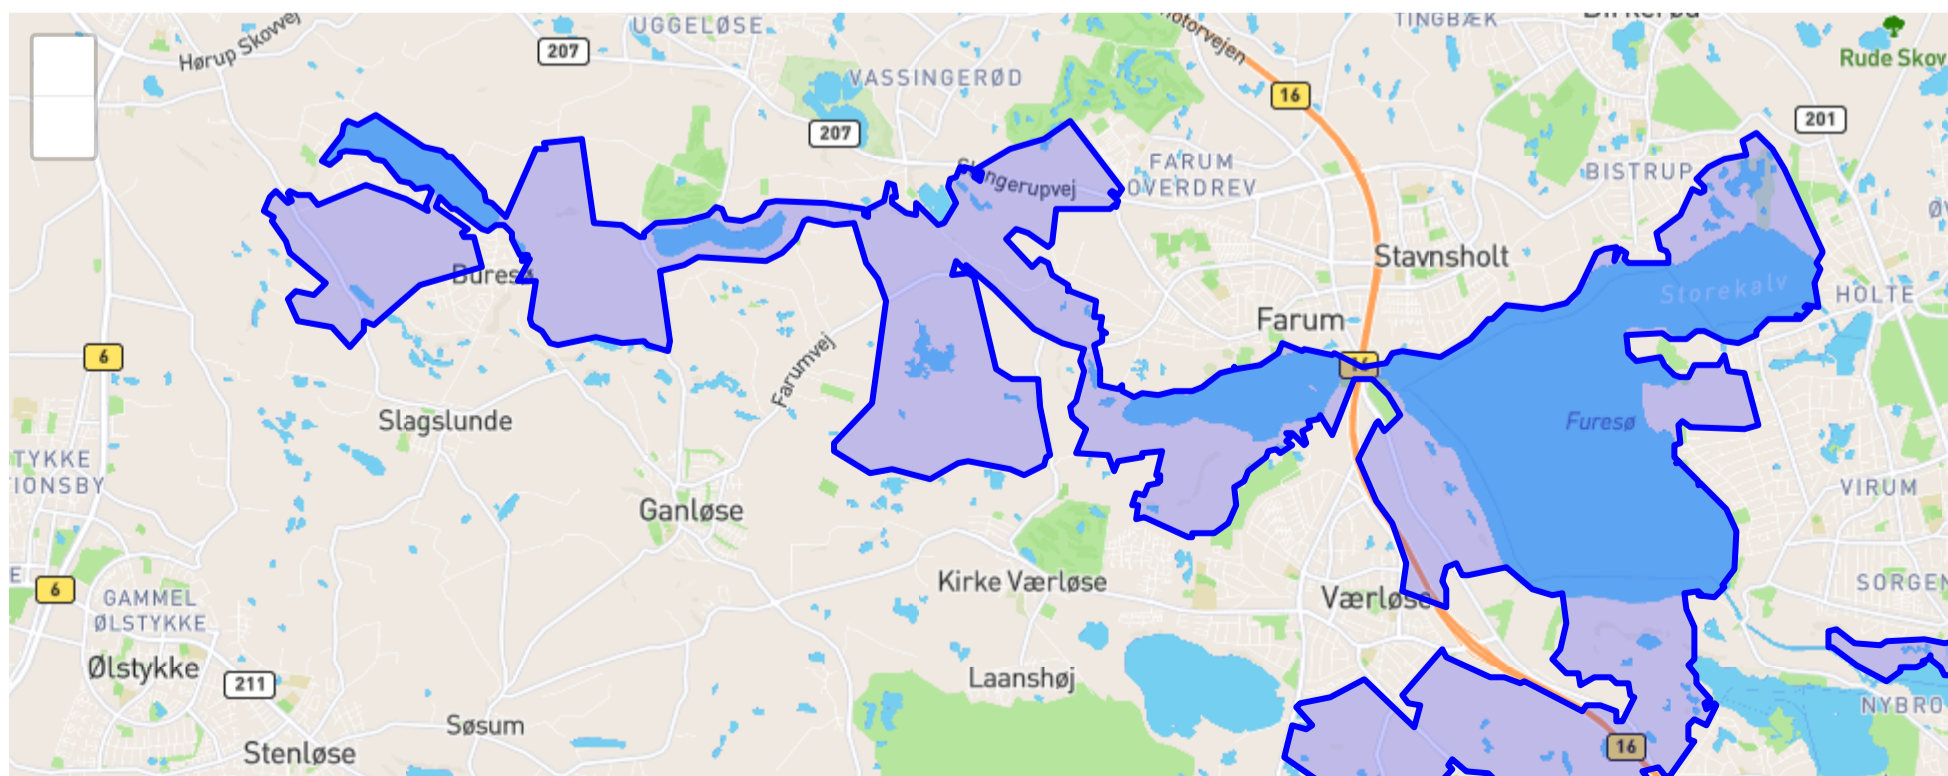 Hørup Skovvej
UGGELØSE
207
VASSINGERØD
207
16
TINGBÆK
Rude Skov
201
BISTRUP
FARUM
OVERDREV
Stavnsholt
Storekalv
HOLTE
Buresø
Farum
6
Farumvej
Slagslunde
Furesø
VIRUM
Ganløse
Kirke Værløse
Værløse
6
GAMMEL
ØLSTYKKE
Ølstykke
211
Laanshøj
Søsum
Stenløse
16
SORGEN
NYBRO
TYKKE
IONSBY
motorvejen